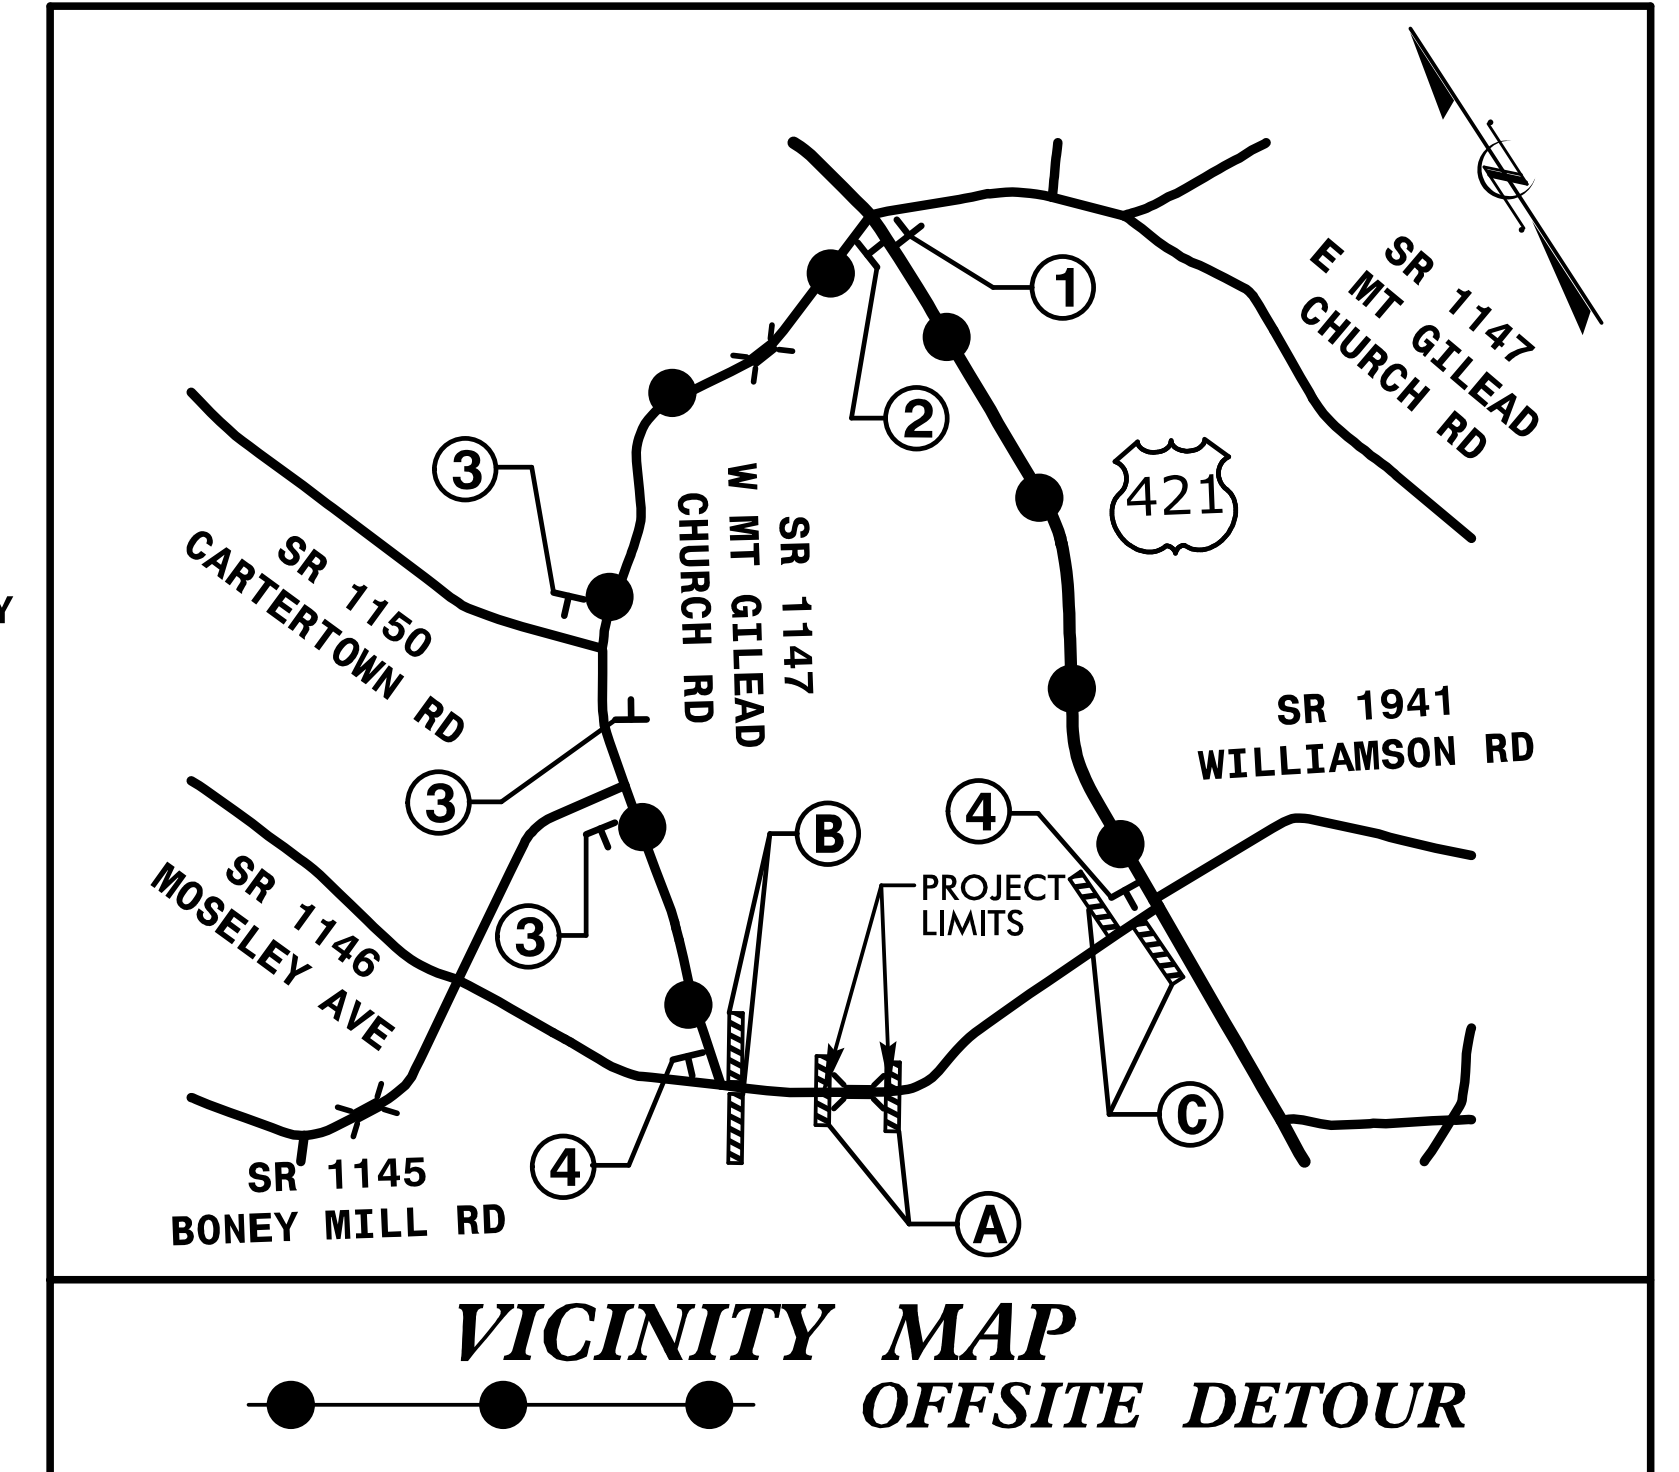 1
SR 1147
E MT GILEAD
CHURCH RD
2
3
421
SR 1147
W MT GILEAD
CHURCH RD
SR 1150
CARTERTOWN RD
Y
SR 1941
WILLIAMSON RD
3
4
B
PROJECT
LIMITS
3
SR 1146
MOSELEY AVE
C
4
SR 1145
BONEY MILL RD
A
VICINITY MAP
OFFSITE DETOUR